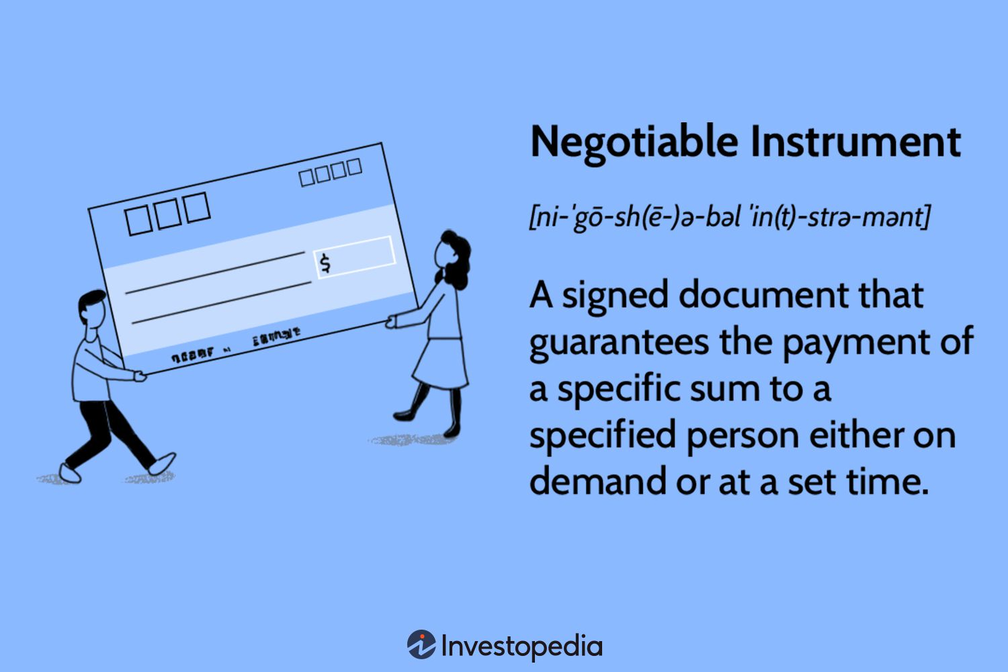 Negotiable Instrument
[ni-ˈgō-sh(ē-)ə-bəl ˈin(t)-strə-mənt]
A signed document that
guarantees the payment of
a specific sum to a
specified person either on
demand or at a set time.
$
Investopedia